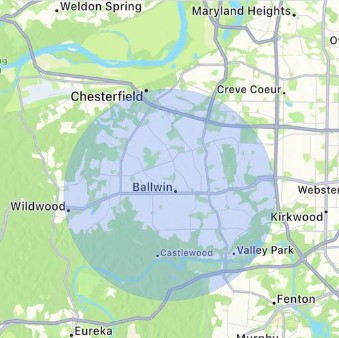 Weldon Spring
Maryland Heights
Chesterfield
Creve Coeur
Ballwin
Webster
Wildwood
Kirkwood
Castlewood
Valley Park
Fenton
Eureka